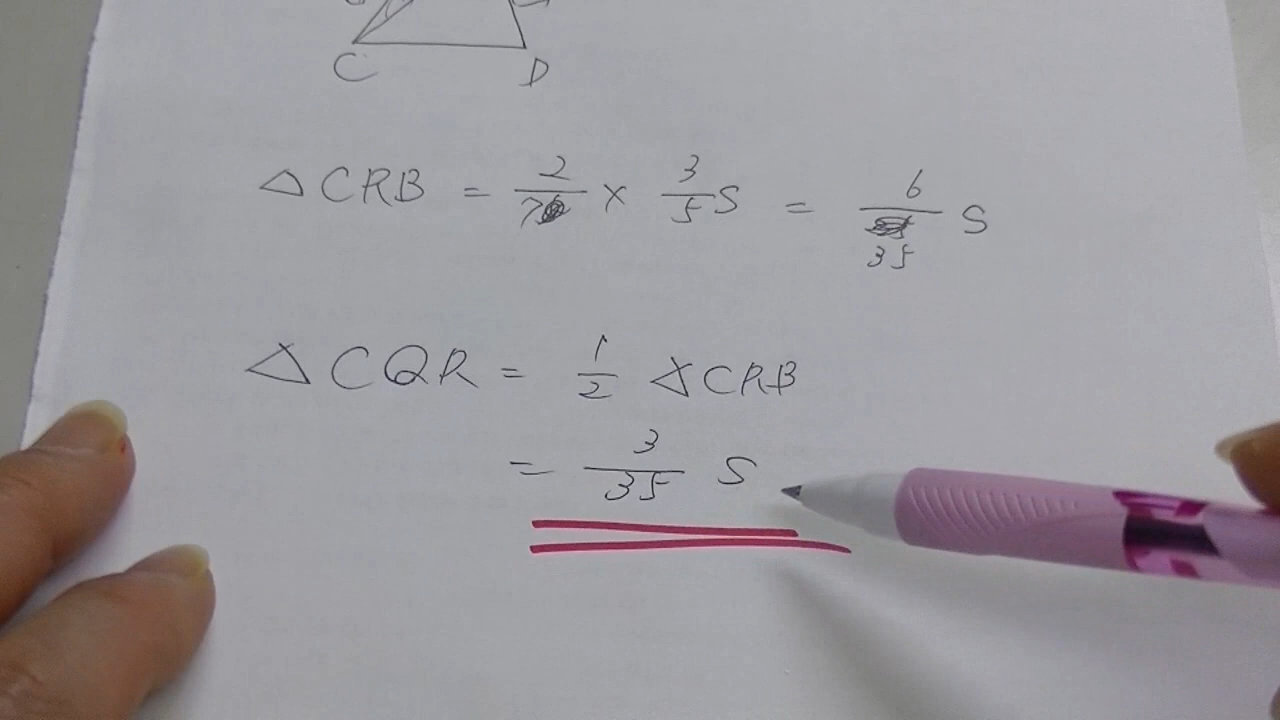 C D
△CRB = 2/7 × 3/5 S = 6/35 S
△CQR = 1/2 △CRB
= 3/35 S